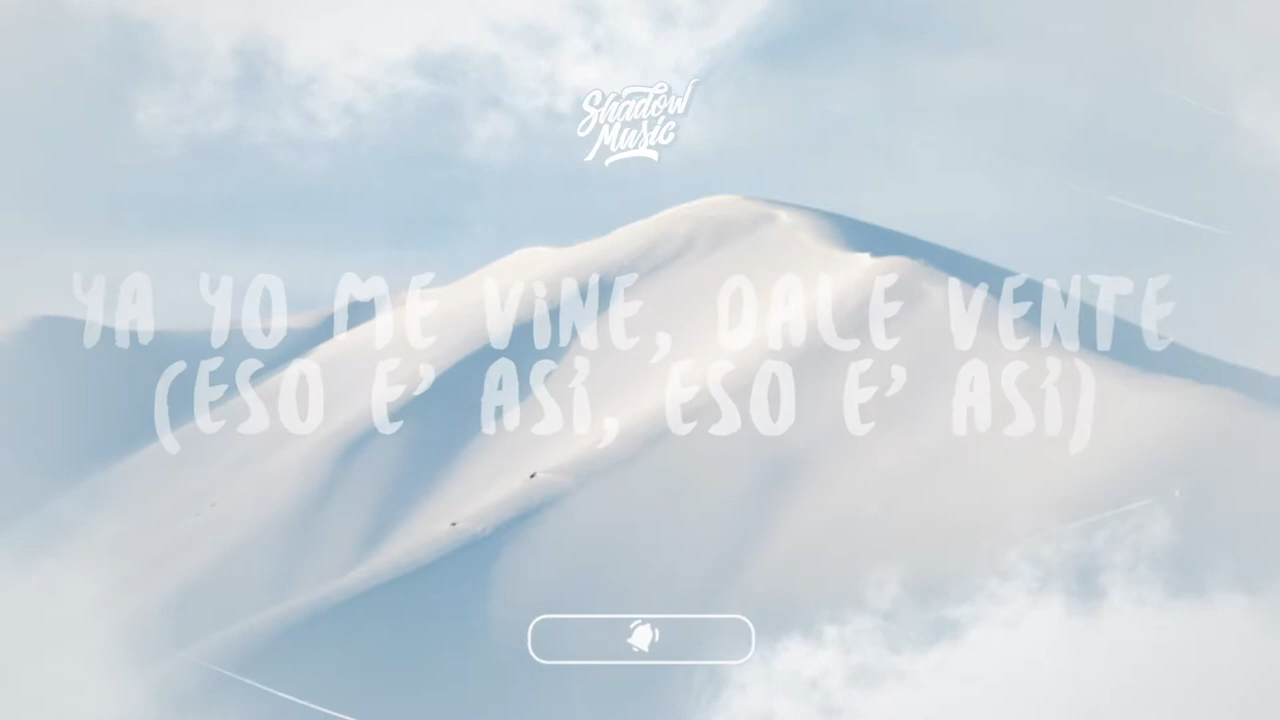 Shadow
Music
YA YO ME ViNE, DALE VENTE
(ESO E' ASÍ, ESO E' ASÍ)